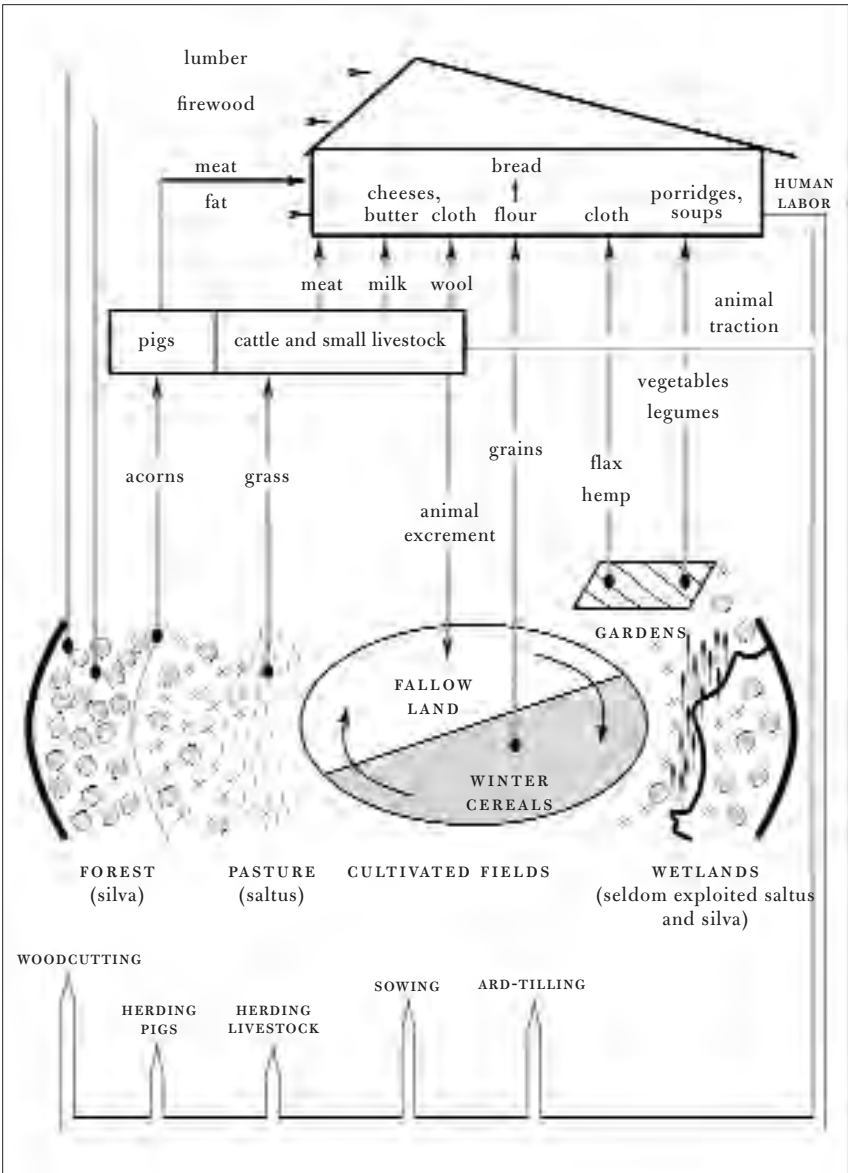 lumber
firewood
meat
fat
bread
cheeses,
butter
cloth
flour
cloth
porridges,
soups
HUMAN
LABOR
meat
milk
wool
animal
traction
pigs
cattle and small livestock
vegetables
legumes
acorns
grass
grains
flax
hemp
animal
excrement
GARDENS
FALLOW
LAND
WINTER
CEREALS
FOREST
(silva)
PASTURE
(saltus)
CULTIVATED FIELDS
WETLANDS
(seldom exploited saltus
and silva)
WOODCUTTING
HERDING
PIGS
HERDING
LIVESTOCK
SOWING
ARD-TILLING